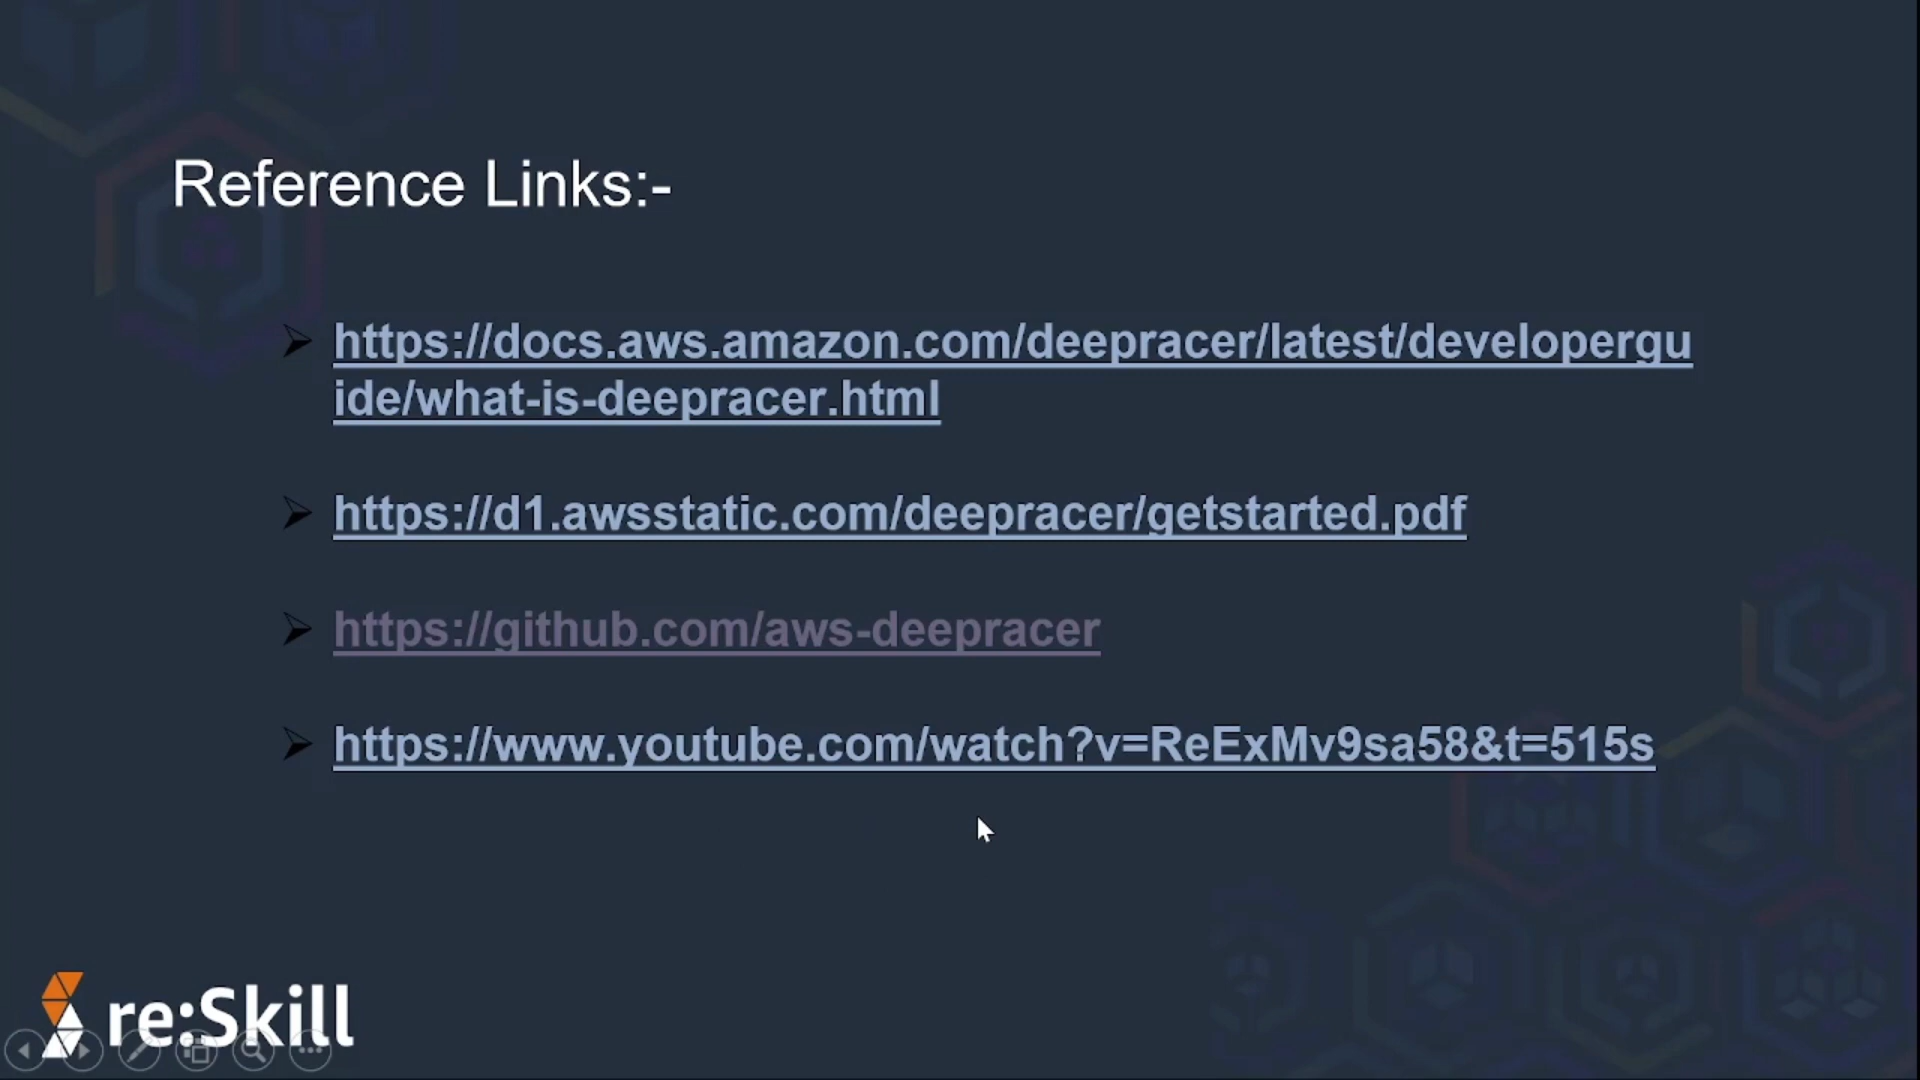 Reference Links:-
https://docs.aws.amazon.com/deepracer/latest/developergu
ide/what-is-deepracer.html
https://d1.awsstatic.com/deepracer/getstarted.pdf
https://github.com/aws-deepracer
https://www.youtube.com/watch?v=ReExMv9sa58&t=515s
re:Skill